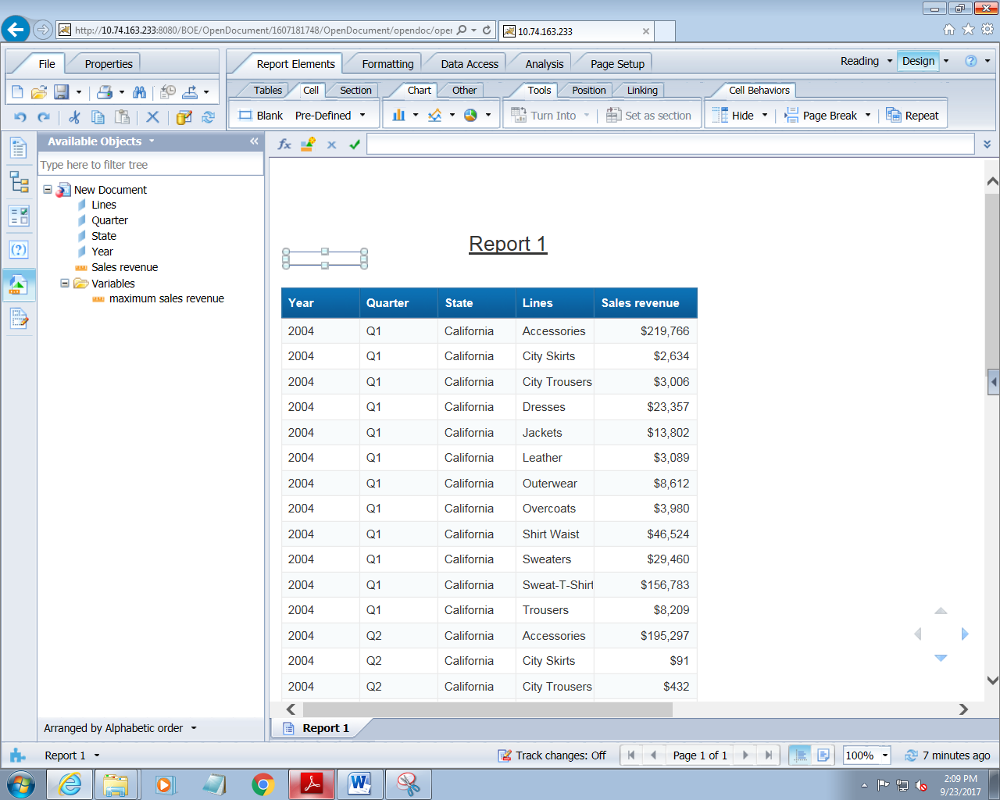 http://10.74.163.233:8080/BOE/OpenDocument/1607181748/OpenDocument/opendoc/oper
10.74.163.233
File Properties Report Elements Formatting Data Access Analysis Page Setup Reading Design
Tables Cell Section Chart Other Tools Position Linking Cell Behaviors
Blank Pre-Defined Turn Into Set as section Hide Page Break Repeat
Available Objects
Type here to filter tree
New Document
Lines
Quarter
State
Year
Sales revenue
Variables
maximum sales revenue
Arranged by Alphabetic order
Report 1
Year Quarter State Lines Sales revenue
2004 Q1 California Accessories $219,766
2004 Q1 California City Skirts $2,634
2004 Q1 California City Trousers $3,006
2004 Q1 California Dresses $23,357
2004 Q1 California Jackets $13,802
2004 Q1 California Leather $3,089
2004 Q1 California Outerwear $8,612
2004 Q1 California Overcoats $3,980
2004 Q1 California Shirt Waist $46,524
2004 Q1 California Sweaters $29,460
2004 Q1 California Sweat-T-Shirt $156,783
2004 Q1 California Trousers $8,209
2004 Q2 California Accessories $195,297
2004 Q2 California City Skirts $91
2004 Q2 California City Trousers $432
Report 1
Report 1 Track changes: Off Page 1 of 1 100% 7 minutes ago
2:09 PM
9/23/2017